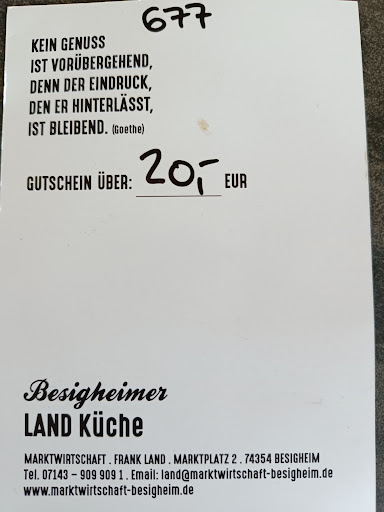 677
KEIN GENUSS
IST VORÜBERGEHEND,
DENN DER EINDRUCK,
DEN ER HINTERLÄSST,
IST BLEIBEND. (Goethe)
GUTSCHEIN ÜBER: 20,- EUR
Besigheimer
LAND Küche
MARKTWIRTSCHAFT . FRANK LAND . MARKTPLATZ 2 . 74354 BESIGHEIM
Tel. 07143 – 909 909 1 . Email: land@marktwirtschaft-besigheim.de
www.marktwirtschaft-besigheim.de